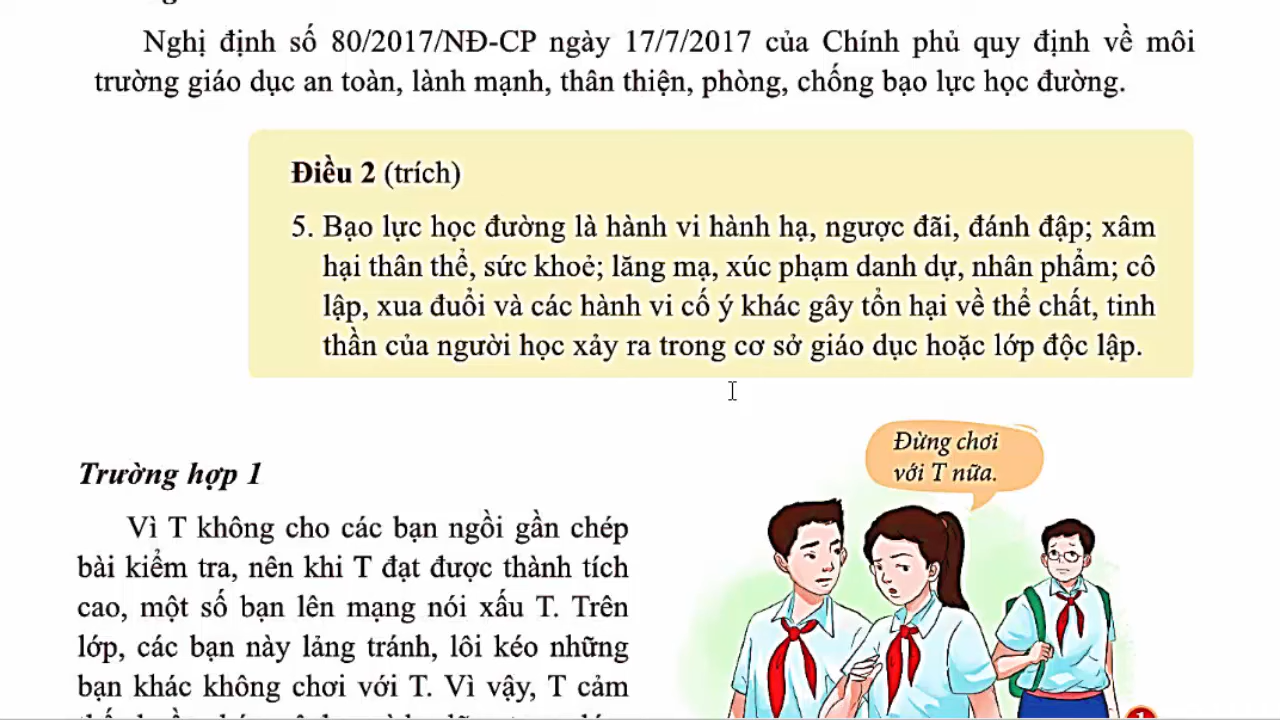 Nghị định số 80/2017/NĐ-CP ngày 17/7/2017 của Chính phủ quy định về môi
trường giáo dục an toàn, lành mạnh, thân thiện, phòng, chống bạo lực học đường.
Điều 2 (trích)
5. Bạo lực học đường là hành vi hành hạ, ngược đãi, đánh đập; xâm
hại thân thể, sức khoẻ; lăng mạ, xúc phạm danh dự, nhân phẩm; cô
lập, xua đuổi và các hành vi cố ý khác gây tổn hại về thể chất, tinh
thần của người học xảy ra trong cơ sở giáo dục hoặc lớp độc lập.
Trường hợp 1
Vì T không cho các bạn ngồi gần chép
bài kiểm tra, nên khi T đạt được thành tích
cao, một số bạn lên mạng nói xấu T. Trên
lớp, các bạn này lảng tránh, lôi kéo những
bạn khác không chơi với T. Vì vậy, T cảm
Đừng chơi
với T nữa.